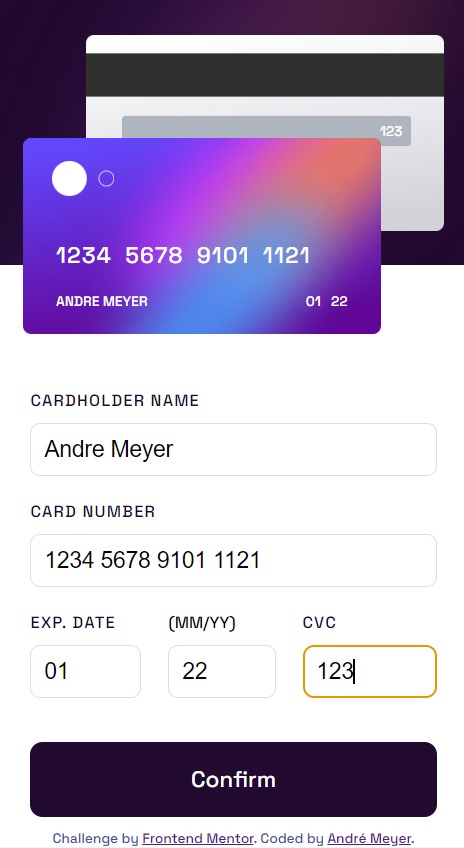 123
1234 5678 9101 1121
ANDRE MEYER 01 22
CARDHOLDER NAME
Andre Meyer
CARD NUMBER
1234 5678 9101 1121
EXP. DATE (MM/YY) CVC
01 22 123
Confirm
Challenge by Frontend Mentor. Coded by André Meyer.